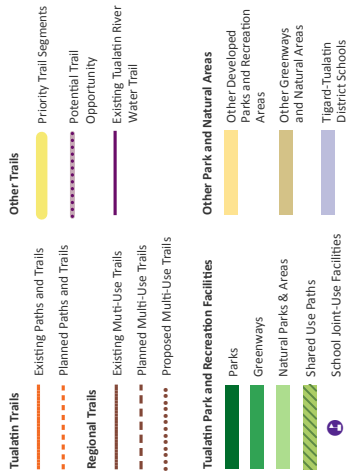 Tualatin Trails
Existing Paths and Trails
Planned Paths and Trails
Regional Trails
Existing Muti-Use Trails
Planned Multi-Use Trails
Proposed Multi-Use Trails
Other Trails
Priority Trail Segments
Potential Trail
Opportunity
Existing Tualatin River
Water Trail
Tualatin Park and Recreation Facilities
Parks
Greenways
Natural Parks & Areas
Shared Use Paths
School Joint-Use Facilities
Other Park and Natural Areas
Other Developed
Parks and Recreation
Areas
Other Greenways
and Natural Areas
Tigard-Tualatin
District Schools